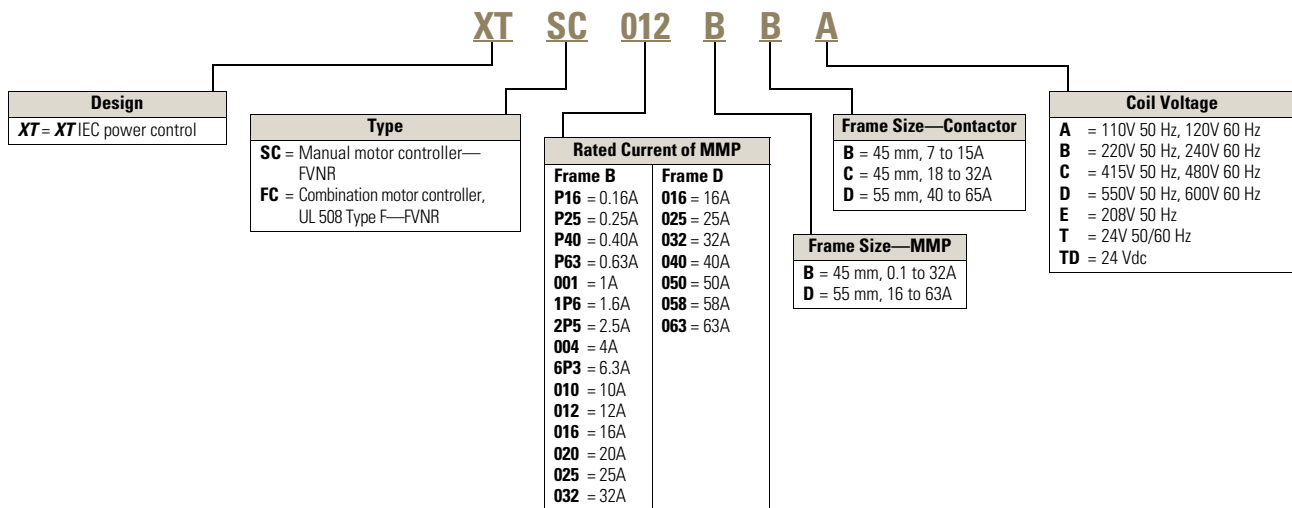 XT SC 012 B B A
Design
XT = XT IEC power control
Type
SC = Manual motor controller—
FVNR
FC = Combination motor controller,
UL 508 Type F—FVNR
Rated Current of MMP
Frame B
P16 = 0.16A
P25 = 0.25A
P40 = 0.40A
P63 = 0.63A
001 = 1A
1P6 = 1.6A
2P5 = 2.5A
004 = 4A
6P3 = 6.3A
010 = 10A
012 = 12A
016 = 16A
020 = 20A
025 = 25A
032 = 32A
Frame D
016 = 16A
025 = 25A
032 = 32A
040 = 40A
050 = 50A
058 = 58A
063 = 63A
Frame Size—MMP
B = 45 mm, 0.1 to 32A
D = 55 mm, 16 to 63A
Frame Size—Contactor
B = 45 mm, 7 to 15A
C = 45 mm, 18 to 32A
D = 55 mm, 40 to 65A
Coil Voltage
A = 110V 50 Hz, 120V 60 Hz
B = 220V 50 Hz, 240V 60 Hz
C = 415V 50 Hz, 480V 60 Hz
D = 550V 50 Hz, 600V 60 Hz
E = 208V 50 Hz
T = 24V 50/60 Hz
TD = 24 Vdc